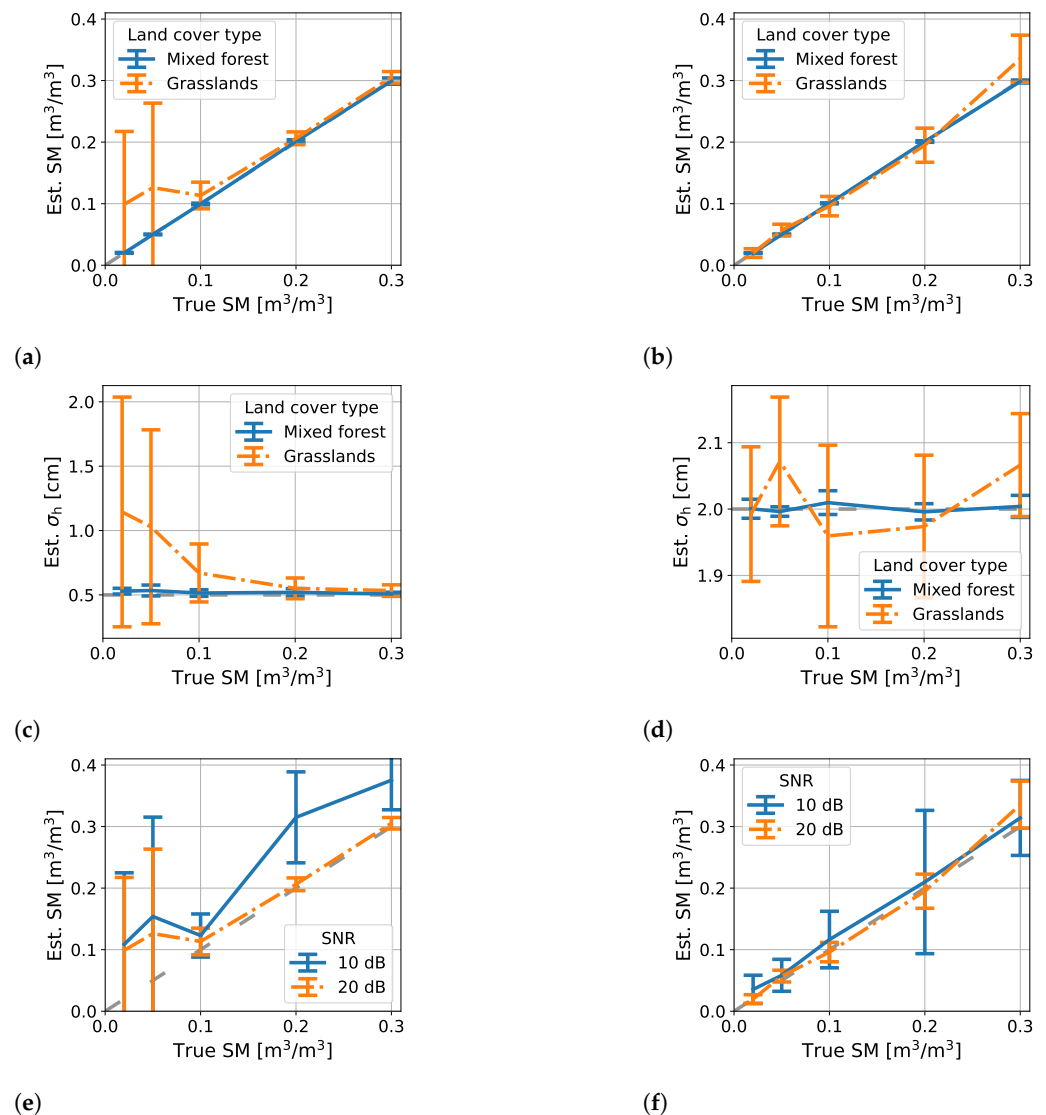 Land cover type
Mixed forest
Grasslands
Est. SM [m³/m³]
0.4
0.3
0.2
0.1
0.0
0.0 0.1 0.2 0.3
True SM [m³/m³]
(a)
Land cover type
Mixed forest
Grasslands
Est. SM [m³/m³]
0.4
0.3
0.2
0.1
0.0
0.0 0.1 0.2 0.3
True SM [m³/m³]
(b)
Land cover type
Mixed forest
Grasslands
Est. σh [cm]
2.0
1.5
1.0
0.5
0.0 0.1 0.2 0.3
True SM [m³/m³]
(c)
Est. σh [cm]
2.1
2.0
1.9
Land cover type
Mixed forest
Grasslands
0.0 0.1 0.2 0.3
True SM [m³/m³]
(d)
Est. SM [m³/m³]
0.4
0.3
0.2
0.1
0.0
SNR
10 dB
20 dB
0.0 0.1 0.2 0.3
True SM [m³/m³]
(e)
SNR
10 dB
20 dB
Est. SM [m³/m³]
0.4
0.3
0.2
0.1
0.0
0.0 0.1 0.2 0.3
True SM [m³/m³]
(f)